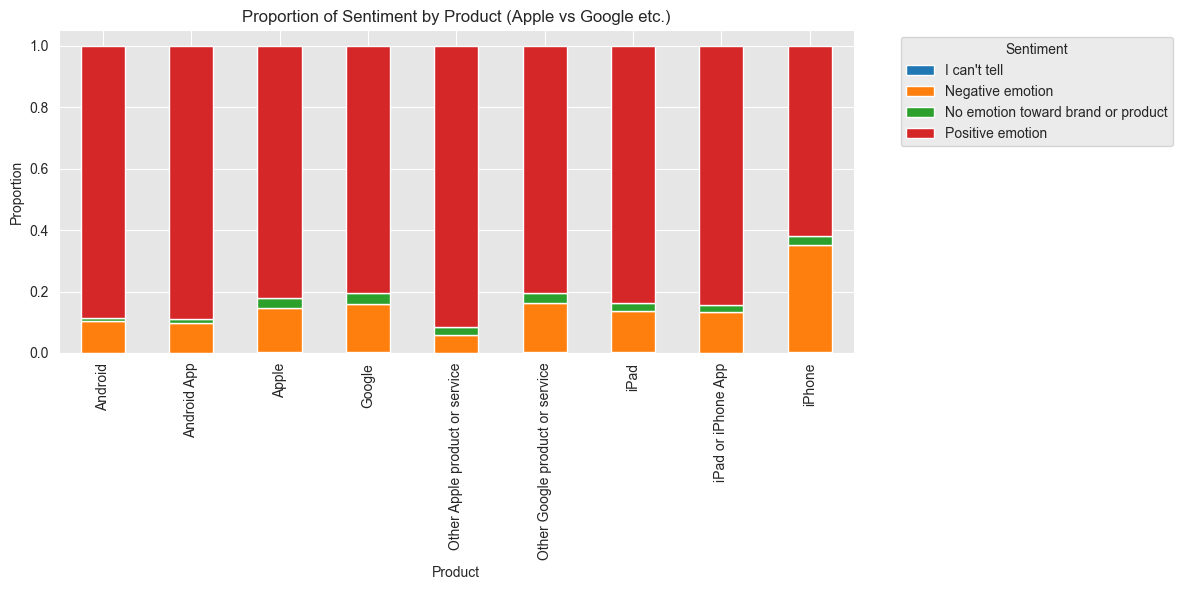 Proportion of Sentiment by Product (Apple vs Google etc.)
Proportion
1.0
0.8
0.6
0.4
0.2
0.0
Android
Android App
Apple
Google
Other Apple product or service
Other Google product or service
iPad
iPad or iPhone App
iPhone
Product
Sentiment
I can't tell
Negative emotion
No emotion toward brand or product
Positive emotion